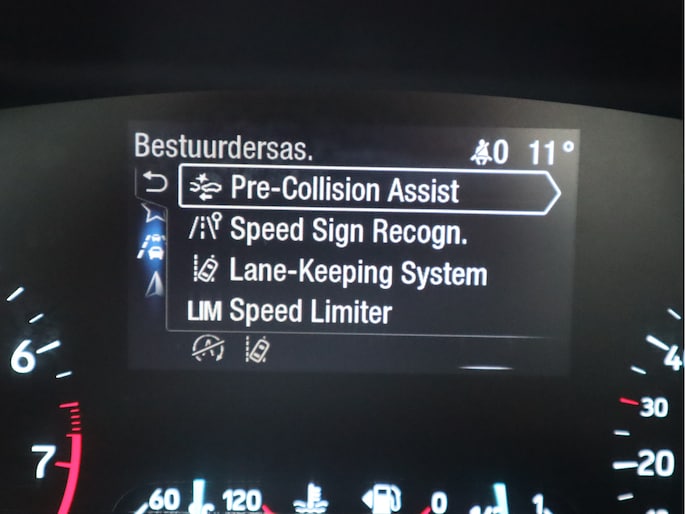 Bestuurdersas.
0 11°
Pre-Collision Assist
Speed Sign Recogn.
Lane-Keeping System
LIM Speed Limiter
6
7
60 120
0 1
4
30
20